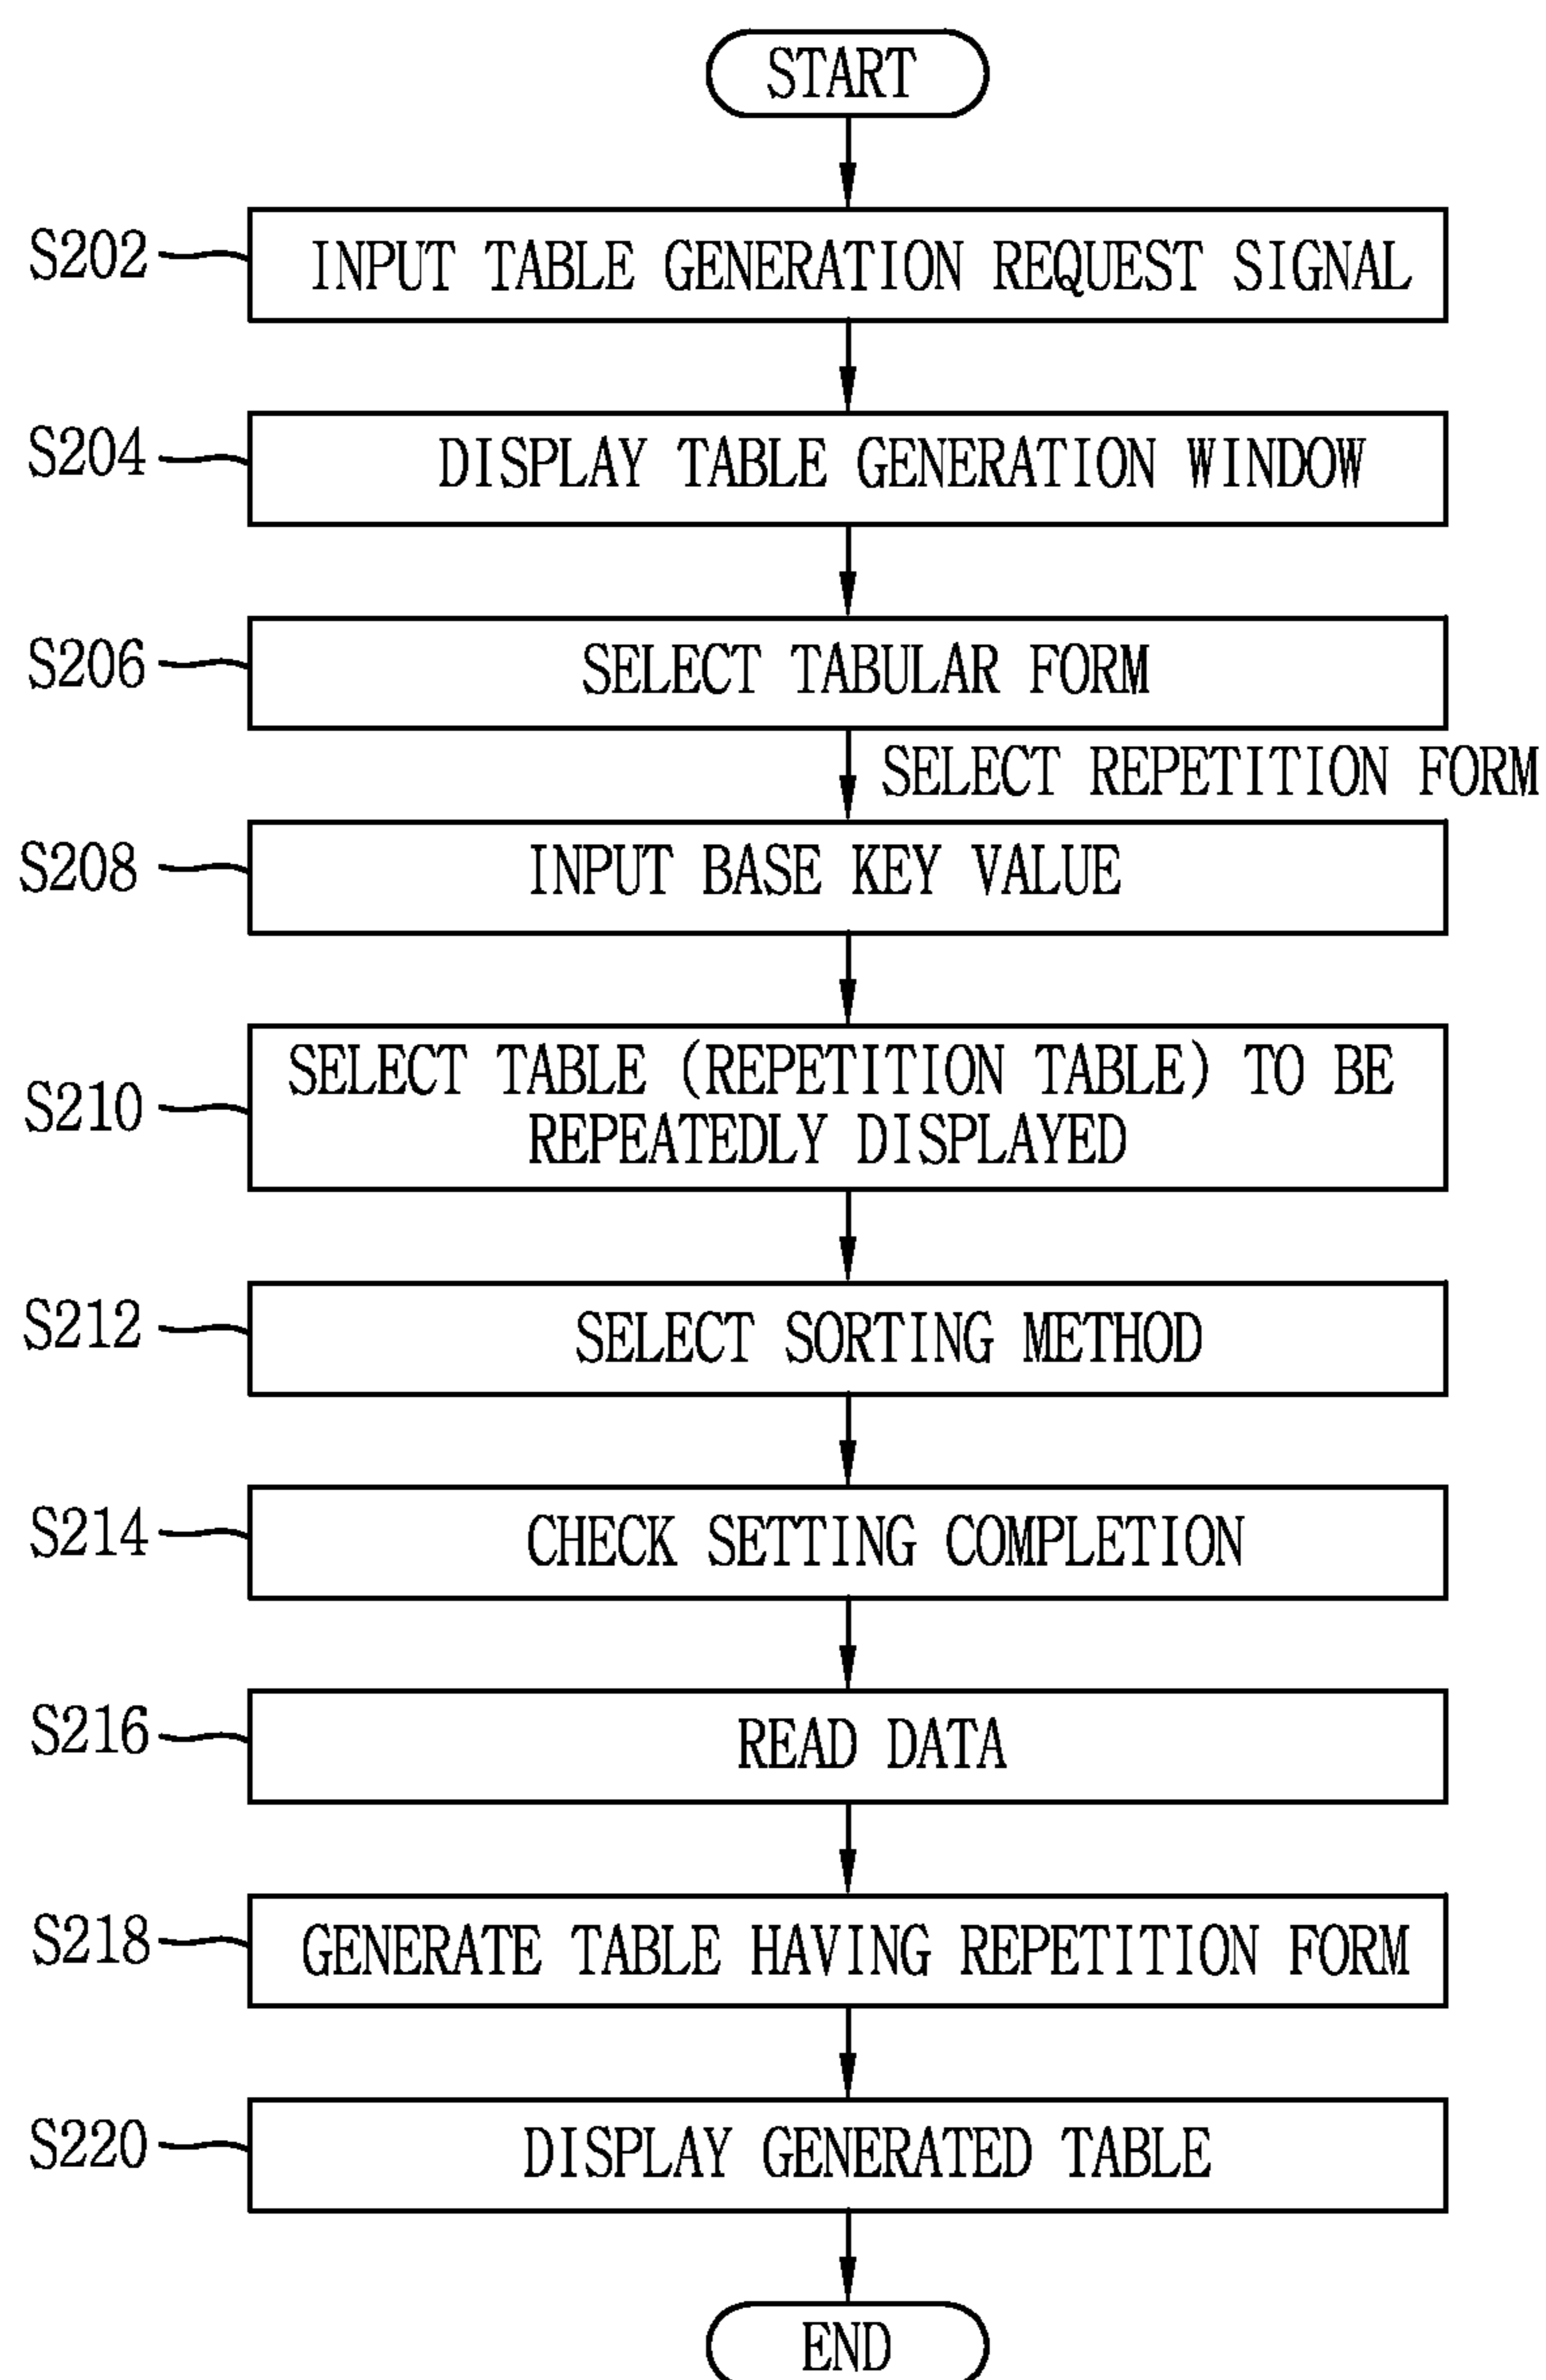 START
S202
INPUT TABLE GENERATION REQUEST SIGNAL
S204
DISPLAY TABLE GENERATION WINDOW
S206
SELECT TABULAR FORM
SELECT REPETITION FORM
S208
INPUT BASE KEY VALUE
S210
SELECT TABLE (REPETITION TABLE) TO BE
REPEATEDLY DISPLAYED
S212
SELECT SORTING METHOD
S214
CHECK SETTING COMPLETION
S216
READ DATA
S218
GENERATE TABLE HAVING REPETITION FORM
S220
DISPLAY GENERATED TABLE
END